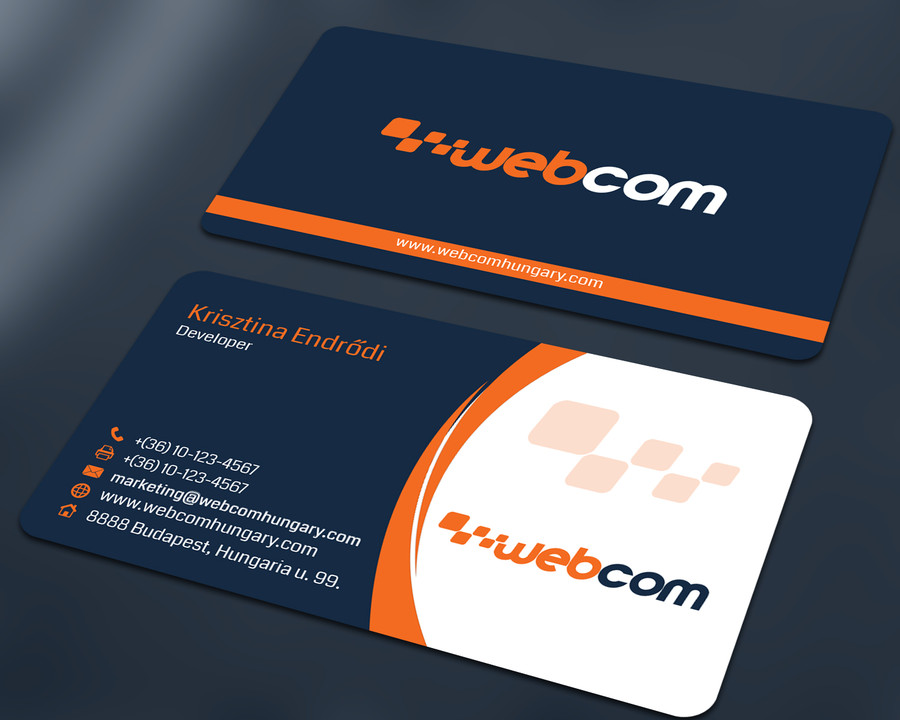 webcom
www.webcomhungary.com
Krisztina Endrődi
Developer
+(36) 10-123-4567
+(36) 10-123-4567
marketing@webcomhungary.com
www.webcomhungary.com
8888 Budapest, Hungaria u. 99.
webcom